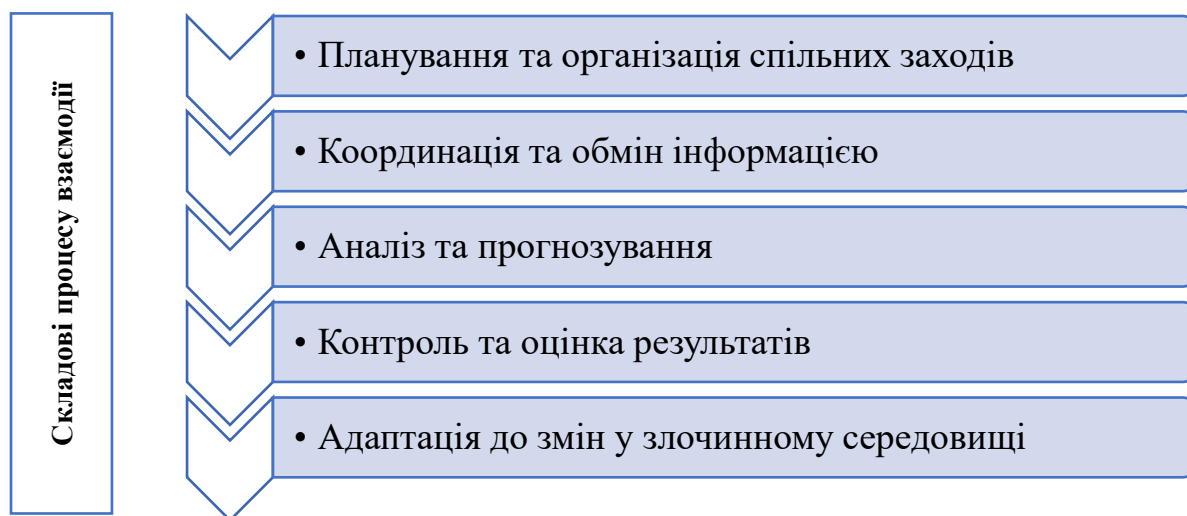 Складові процесу взаємодії
• Планування та організація спільних заходів
• Координація та обмін інформацією
• Аналіз та прогнозування
• Контроль та оцінка результатів
• Адаптація до змін у злочинному середовищі